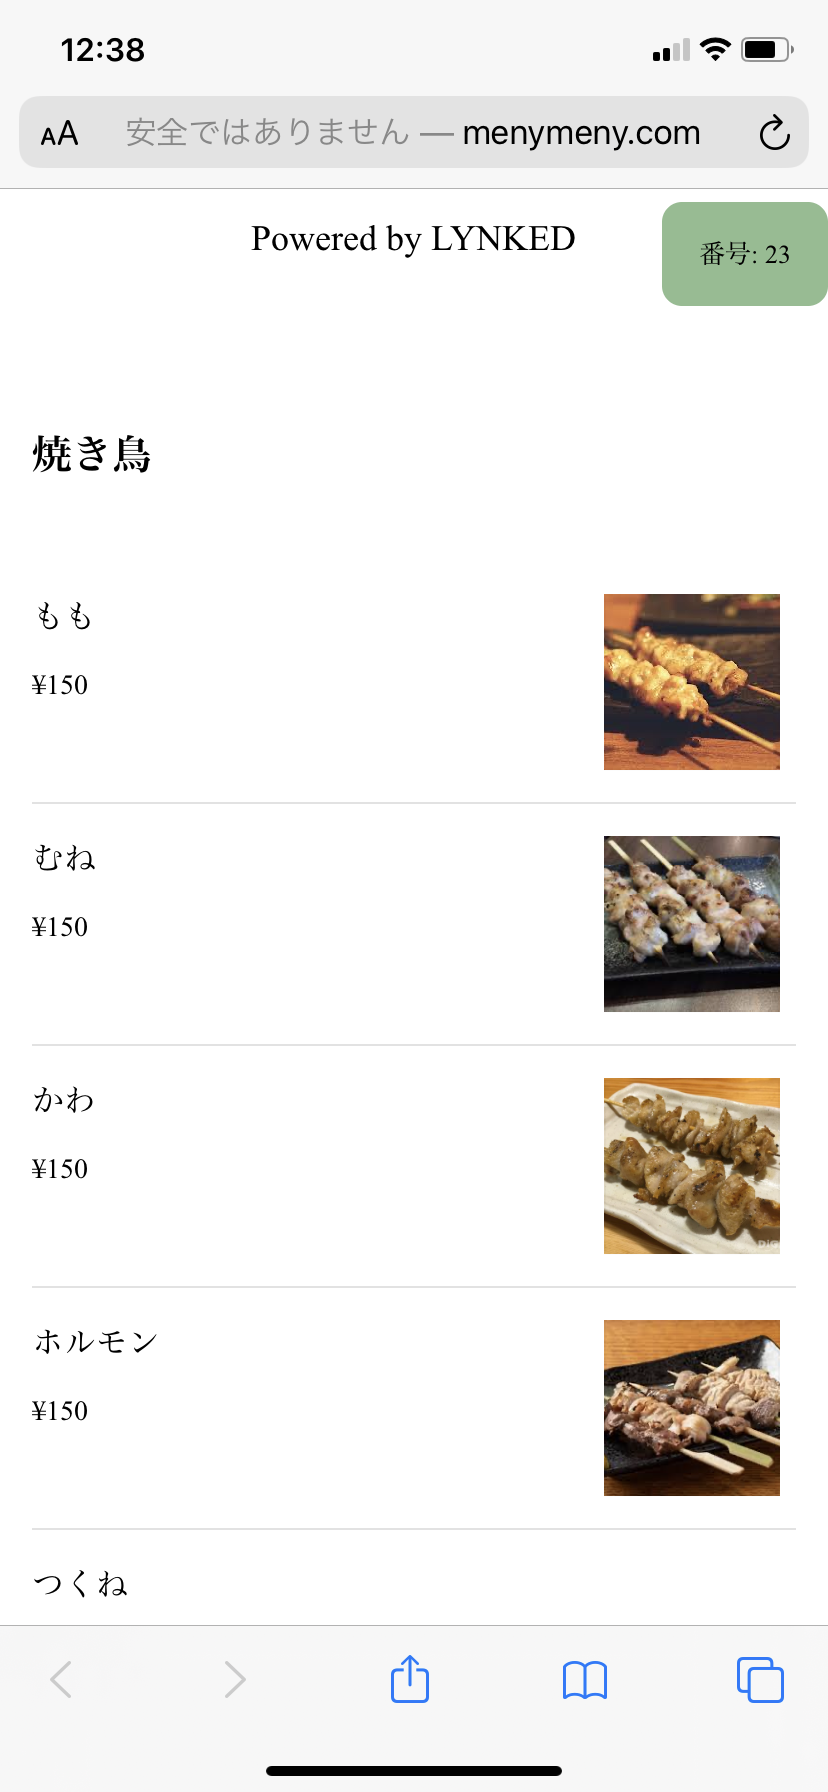 12:38
AA 安全ではありません — menymeny.com
Powered by LYNKED
番号: 23
焼き鳥
もも
¥150
むね
¥150
かわ
¥150
ホルモン
¥150
つくね